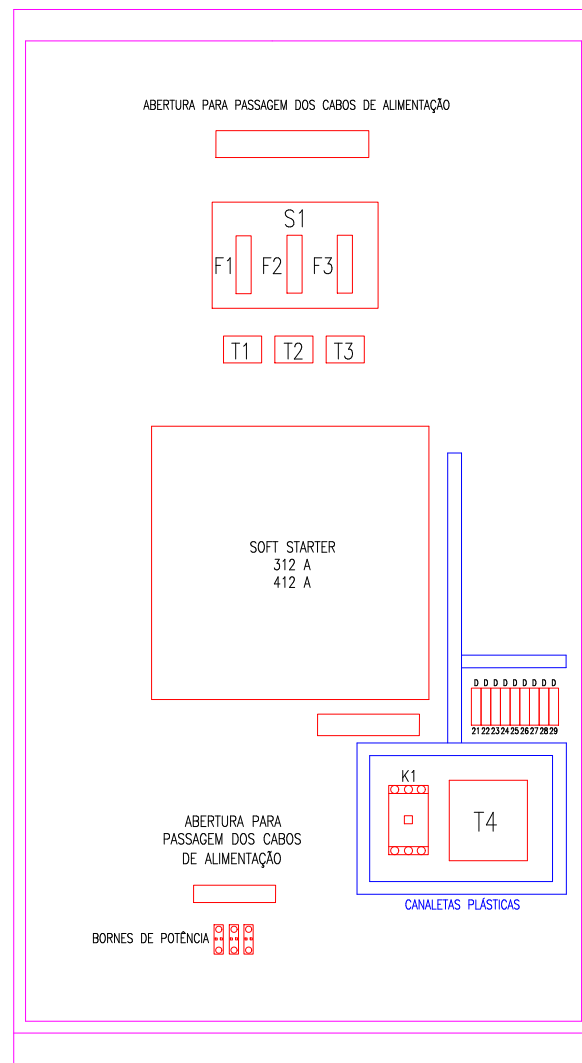 ABERTURA PARA PASSAGEM DOS CABOS DE ALIMENTAÇÃO
S1
F1 F2 F3
T1 T2 T3
SOFT STARTER
312 A
412 A
D D D D D D D D D
21 22 23 24 25 26 27 28 29
K1
T4
ABERTURA PARA
PASSAGEM DOS CABOS
DE ALIMENTAÇÃO
CANALETAS PLÁSTICAS
BORNES DE POTÊNCIA